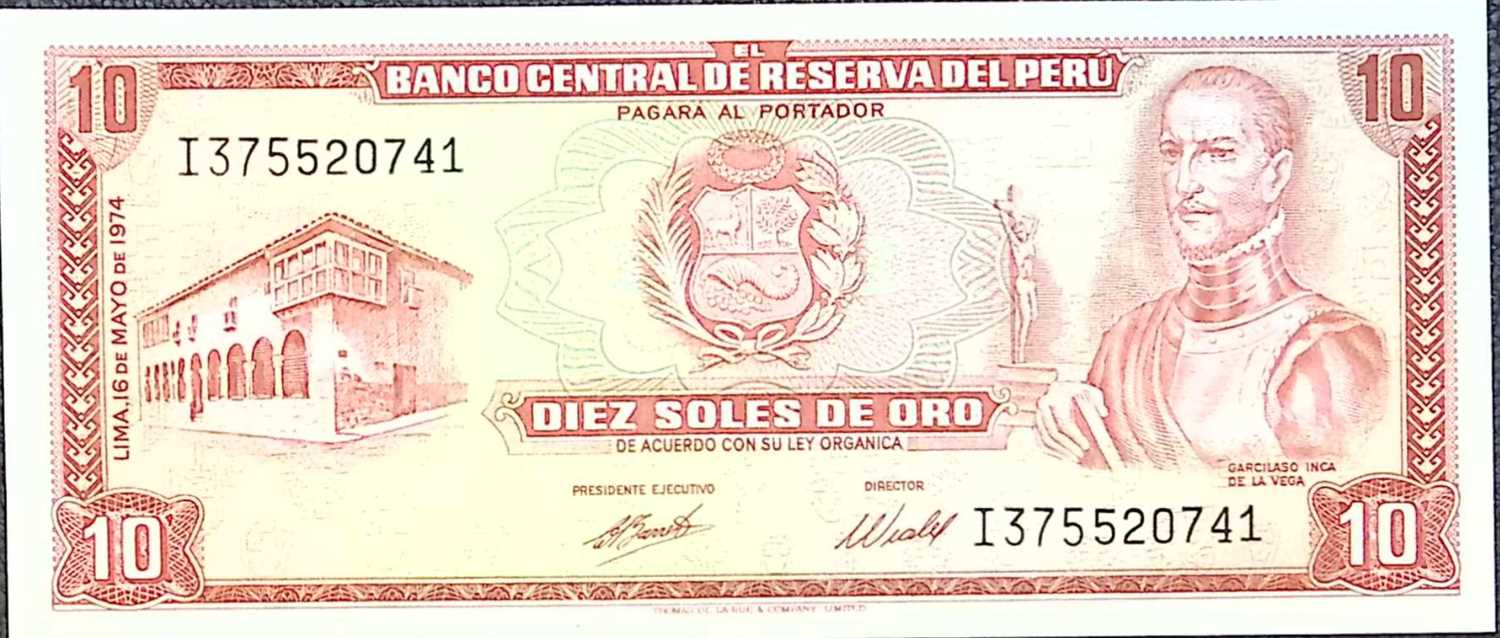 10
EL
BANCO CENTRAL DE RESERVA DEL PERÚ
10
PAGARÁ AL PORTADOR
I375520741
LIMA, 16 DE MAYO DE 1974
DIEZ SOLES DE ORO
DE ACUERDO CON SU LEY ORGANICA
GARCILASO INCA
DE LA VEGA
PRESIDENTE EJECUTIVO
DIRECTOR
I375520741
10
10
THOMAS DE LA RUE & COMPANY LIMITED